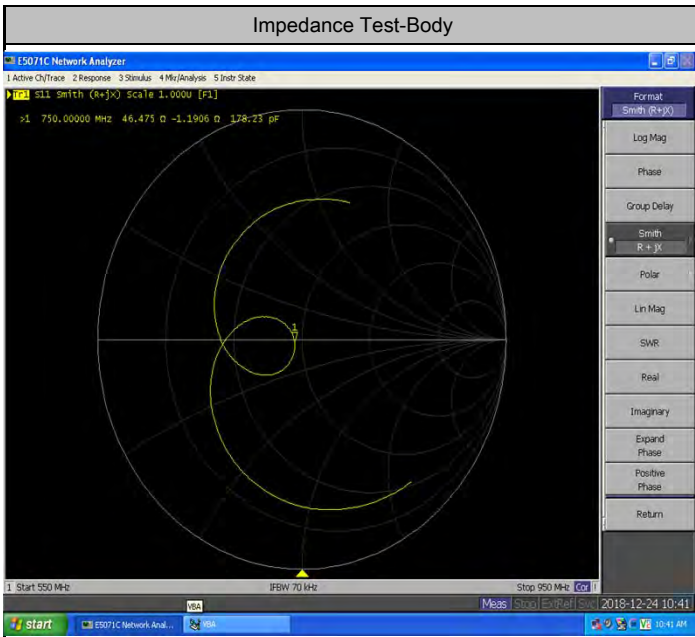 Impedance Test-Body
E5071C Network Analyzer
1 Active Ch/Trace 2 Response 3 Stimulus 4 Mkr/Analysis 5 Instr State
Tr1 S11 Smith (R+jX) Scale 1.000U [F1]
>1 750.00000 MHz 46.475 Ω -1.1906 Ω 178.23 pF
1
Format
Smith (R+jX)
Log Mag
Phase
Group Delay
Smith
R + jX
Polar
Lin Mag
SWR
Real
Imaginary
Expand
Phase
Positive
Phase
Return
1 Start 550 MHz IFBW 70 kHz Stop 950 MHz Cor !
VBA
Meas Stop ExtRef Svc 2018-12-24 10:41
start E5071C Network Anal... VBA 10:41 AM